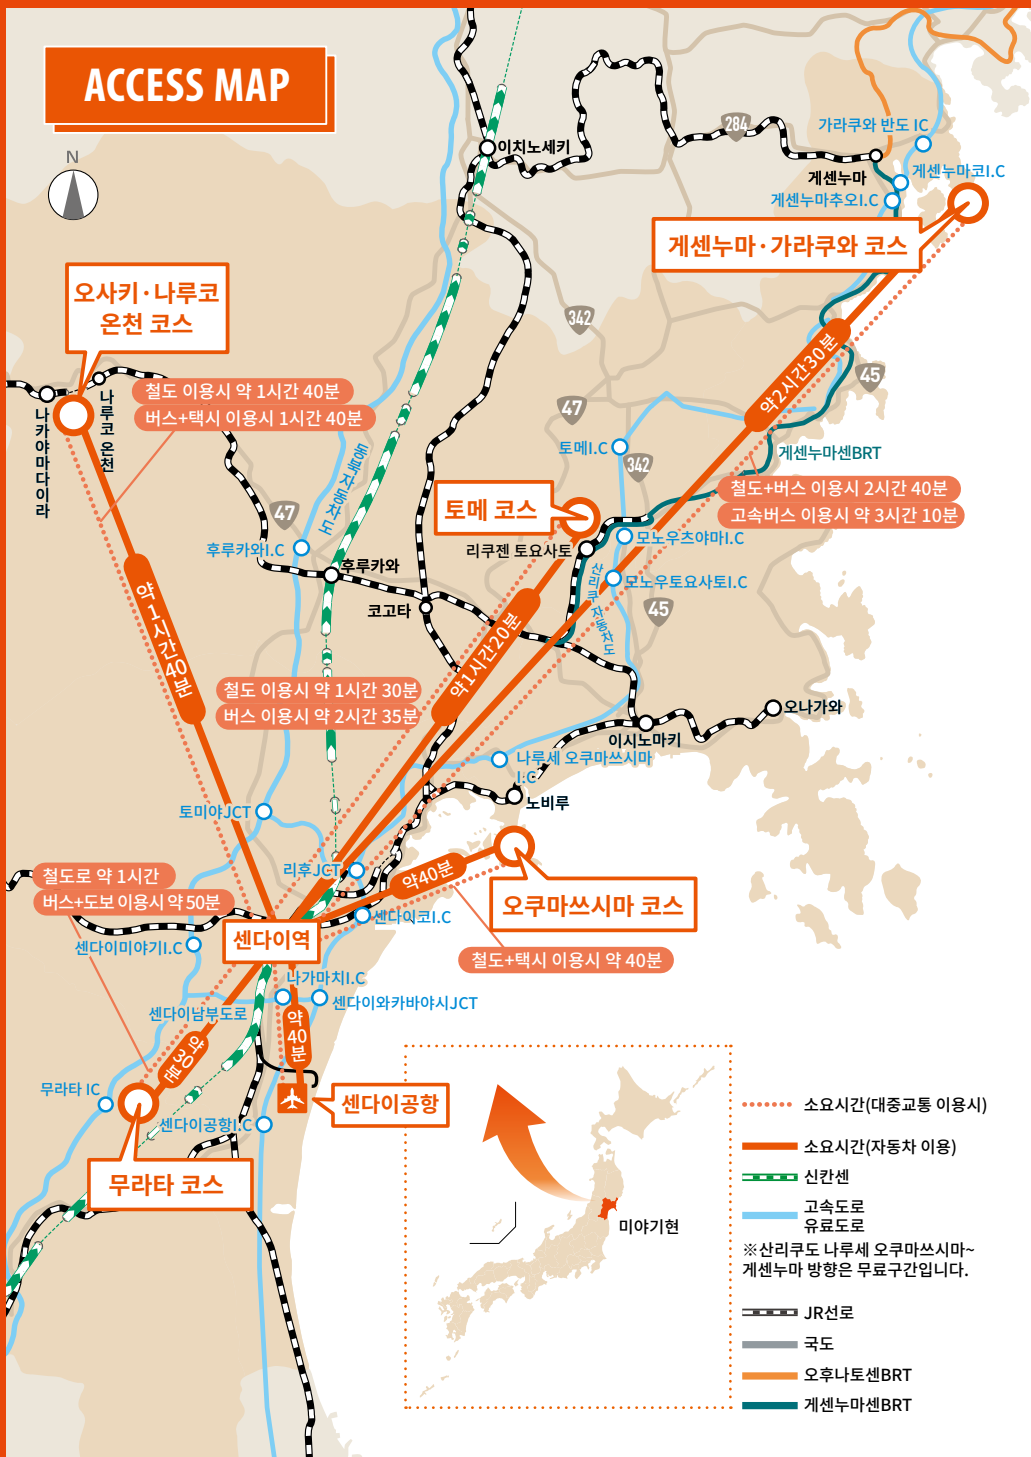 ACCESS MAP
N
이치노세키
284
가라쿠와 반도 IC
게센누마
게센누마코I.C
게센누마추오I.C
게센누마·가라쿠와 코스
오사키·나루코
온천 코스
342
45
약2시간30분
나루코 온천
나카야마다이라
철도 이용시 약 1시간 40분
버스+택시 이용시 1시간 40분
47
토메I.C
342
게센누마센BRT
동북자동차도
철도+버스 이용시 2시간 40분
고속버스 이용시 약 3시간 10분
토메 코스
47
후루카와I.C
리쿠젠 토요사토
모노우츠야마I.C
후루카와
산리쿠 자동차도
모노우토요사토I.C
코고타
45
약1시간40분
약1시간20분
철도 이용시 약 1시간 30분
버스 이용시 약 2시간 35분
오나가와
이시노마키
나루세 오쿠마쓰시마
I.C
노비루
토미야JCT
리후JCT
약40분
철도로 약 1시간
버스+도보 이용시 약 50분
오쿠마쓰시마 코스
센다이코I.C
센다이역
센다이미야기I.C
철도+택시 이용시 약 40분
나가마치I.C
센다이와카바야시JCT
센다이남부도로
약40분
약30분
무라타 IC
센다이공항
센다이공항I.C
무라타 코스
미야기현
소요시간(대중교통 이용시)
소요시간(자동차 이용)
신칸센
고속도로
유료도로
※산리쿠도 나루세 오쿠마쓰시마~
게센누마 방향은 무료구간입니다.
JR선로
국도
오후나토센BRT
게센누마센BRT